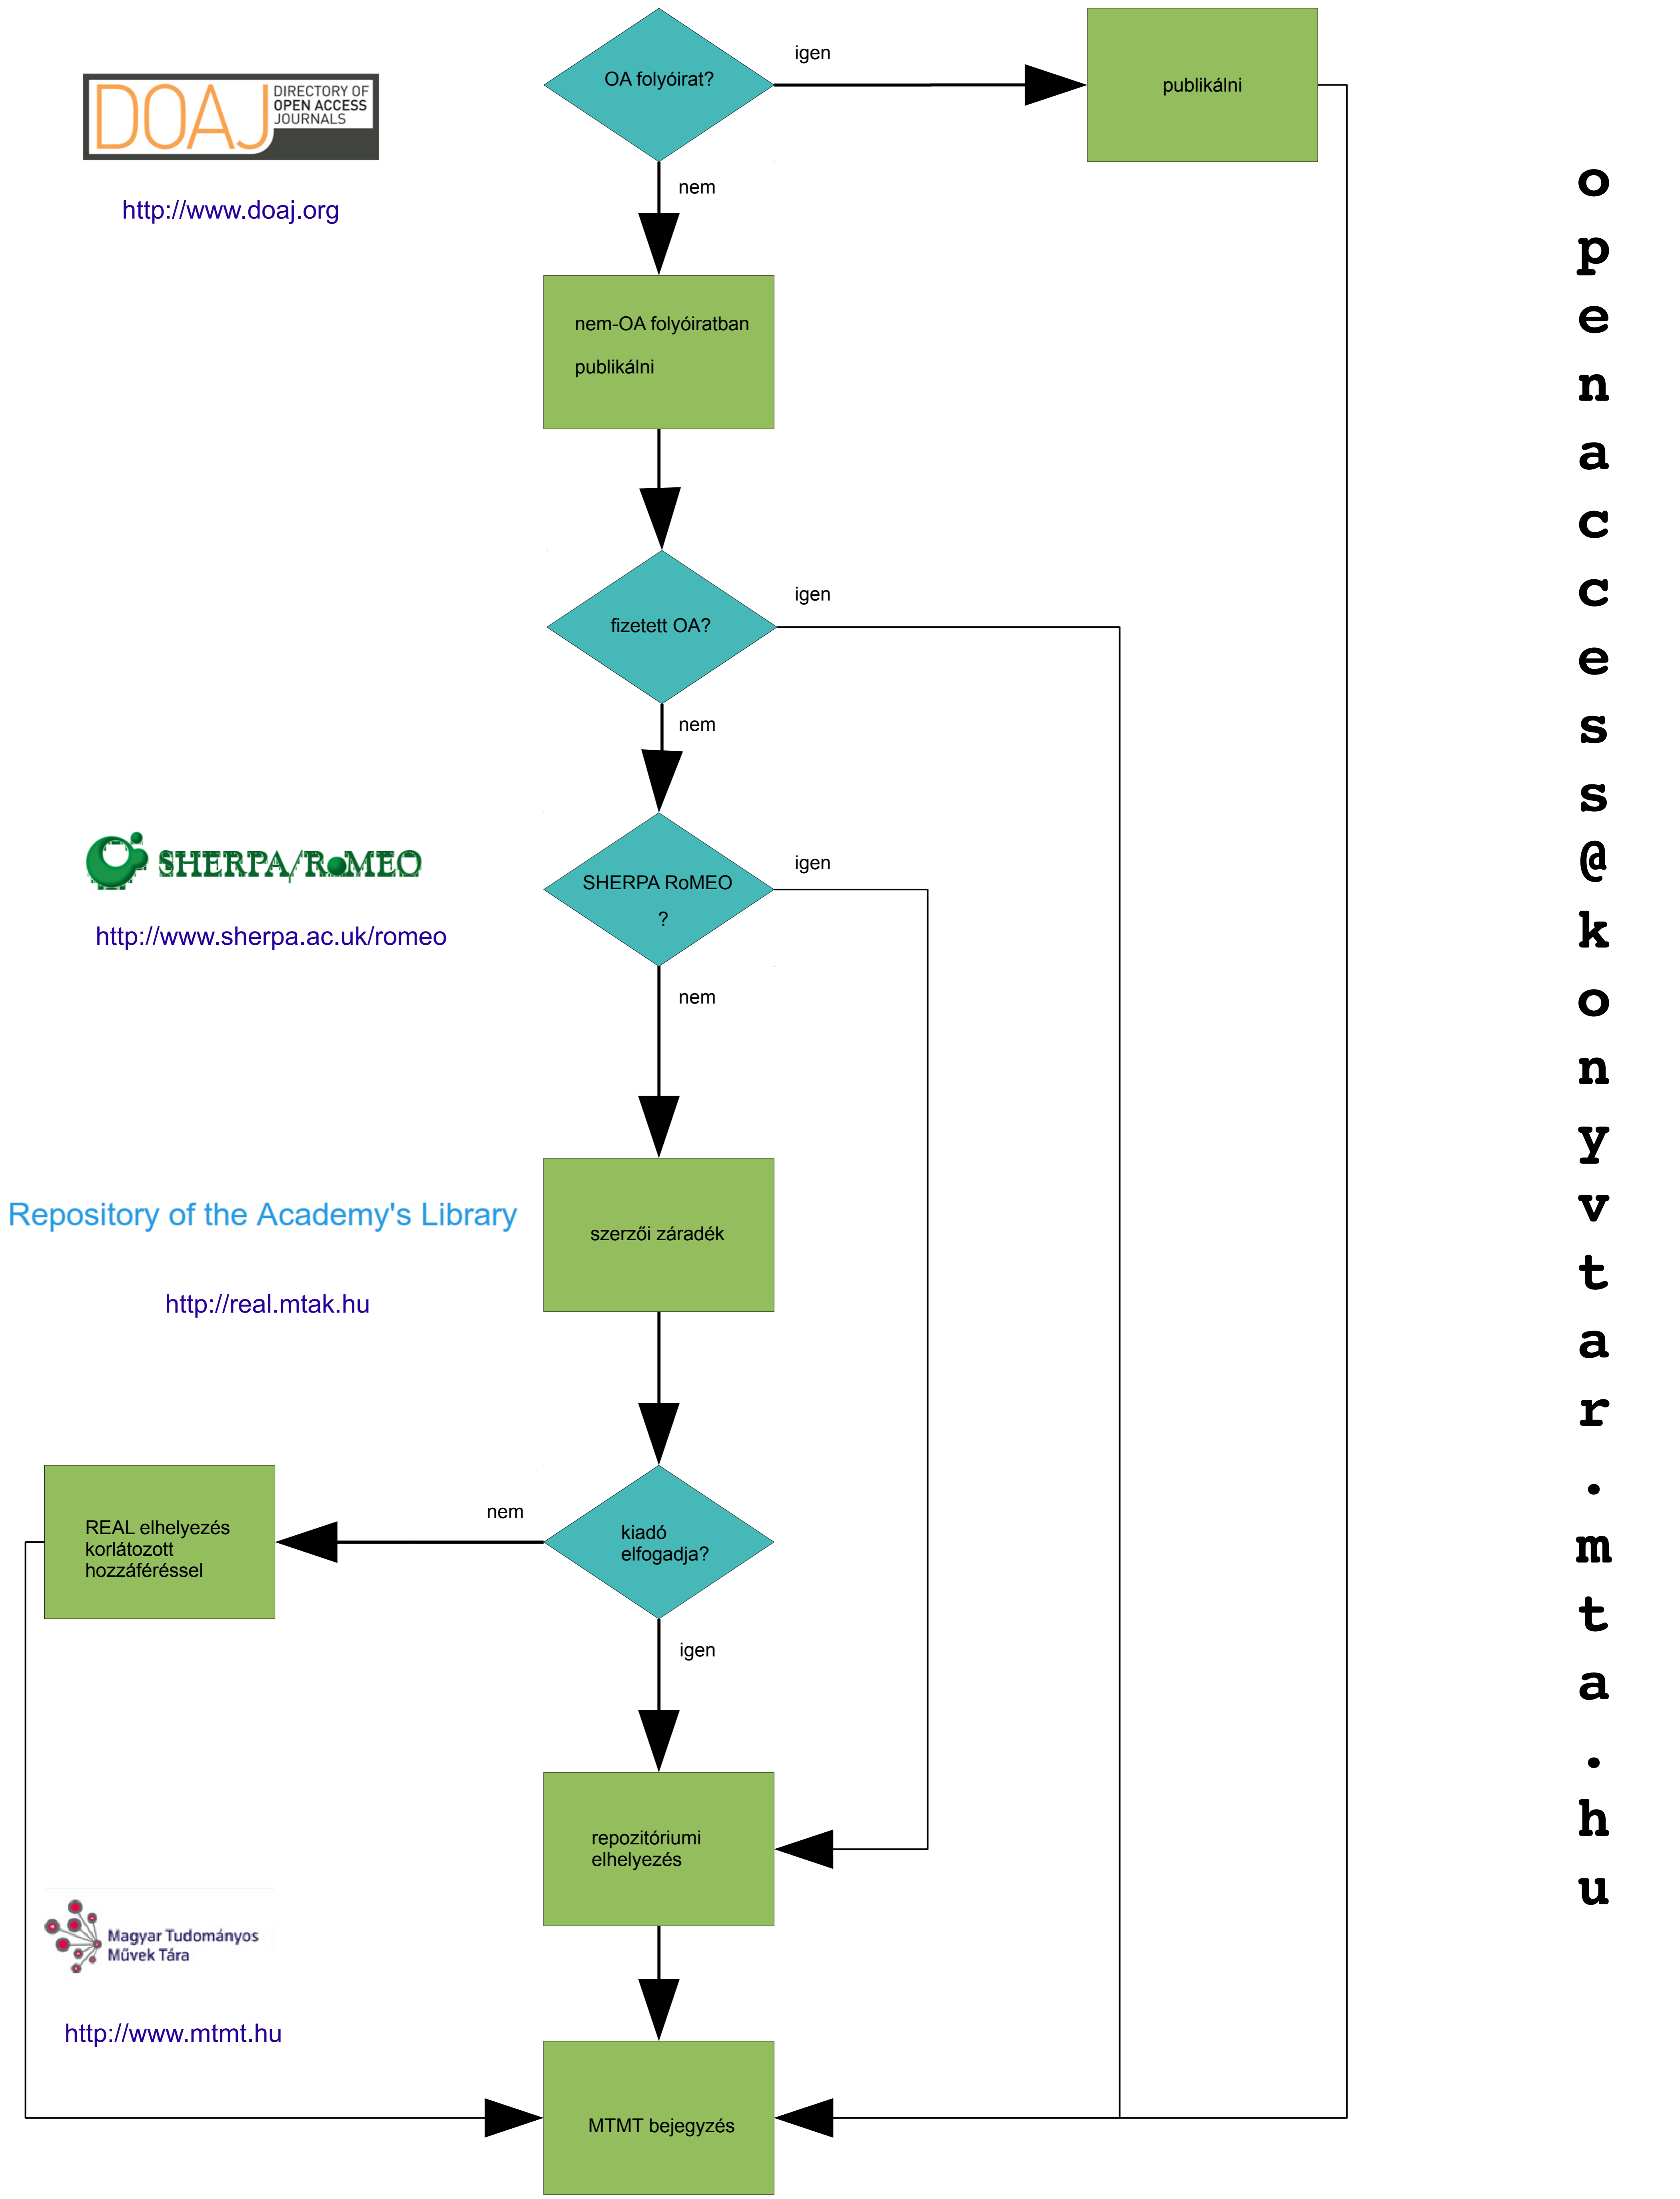 OA folyóirat?
igen
publikálni
DOAJ
DIRECTORY OF
OPEN ACCESS
JOURNALS
http://www.doaj.org
nem
nem-OA folyóiratban
publikálni
fizetett OA?
igen
nem
SHERPA/RoMEO
http://www.sherpa.ac.uk/romeo
SHERPA RoMEO
?
igen
nem
Repository of the Academy's Library
http://real.mtak.hu
szerzői záradék
REAL elhelyezés
korlátozott
hozzáféréssel
nem
kiadó
elfogadja?
igen
repozitóriumi
elhelyezés
Magyar Tudományos
Művek Tára
http://www.mtmt.hu
MTMT bejegyzés
openaccess@konyvtar.mta.hu